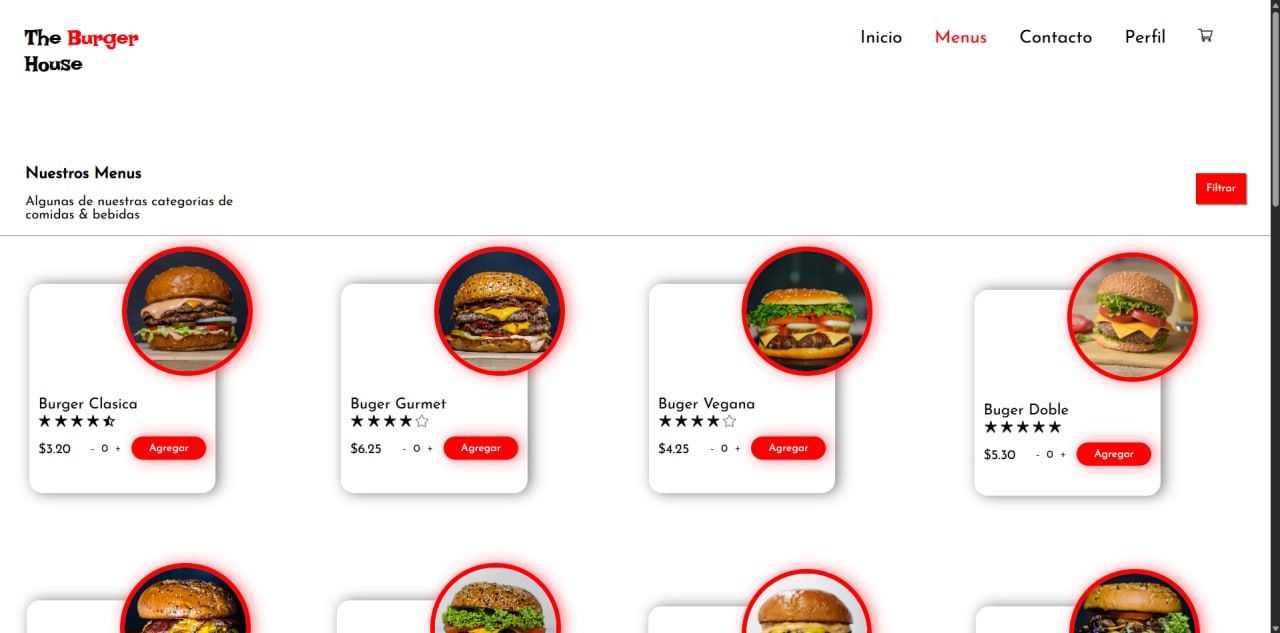 The Burger
House
Inicio Menus Contacto Perfil
Nuestros Menus
Algunas de nuestras categorias de
comidas & bebidas
Filtrar
Burger Clasica
$3.20 - 0 + Agregar
Buger Gurmet
$6.25 - 0 + Agregar
Buger Vegana
$4.25 - 0 + Agregar
Buger Doble
$5.30 - 0 + Agregar